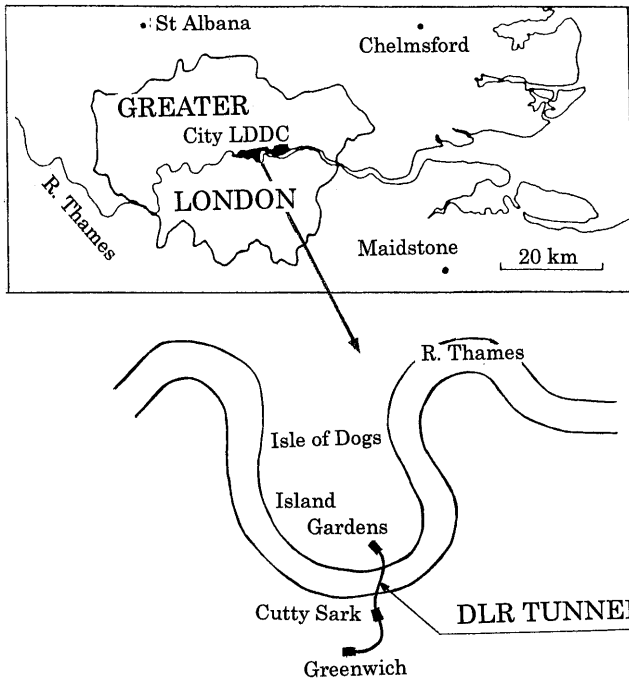 St Albana
Chelmsford
GREATER
City LDDC
LONDON
R. Thames
Maidstone
20 km
R. Thames
Isle of Dogs
Island
Gardens
Cutty Sark
DLR TUNNEL
Greenwich